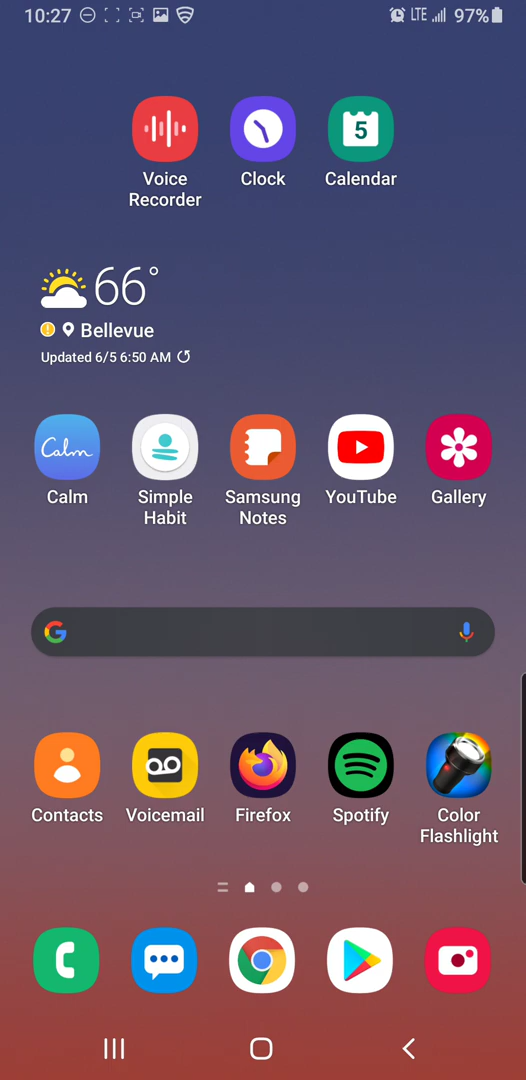 10:27
LTE
97%
Voice
Recorder
Clock
5
Calendar
66°
Bellevue
Updated 6/5 6:50 AM
Calm
Calm
Simple
Habit
Samsung
Notes
YouTube
Gallery
G
Contacts
Voicemail
Firefox
Spotify
Color
Flashlight